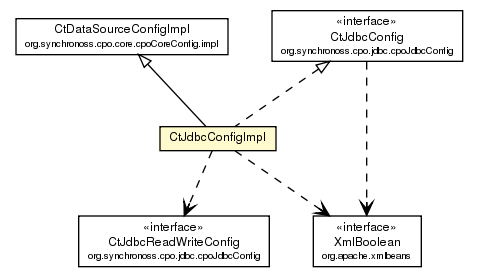 CtDataSourceConfigImpl
org.synchronoss.cpo.core.cpoCoreConfig.impl
«interface»
CtJdbcConfig
org.synchronoss.cpo.jdbc.cpoJdbcConfig
CtJdbcConfigImpl
«interface»
CtJdbcReadWriteConfig
org.synchronoss.cpo.jdbc.cpoJdbcConfig
«interface»
XmlBoolean
org.apache.xmlbeans